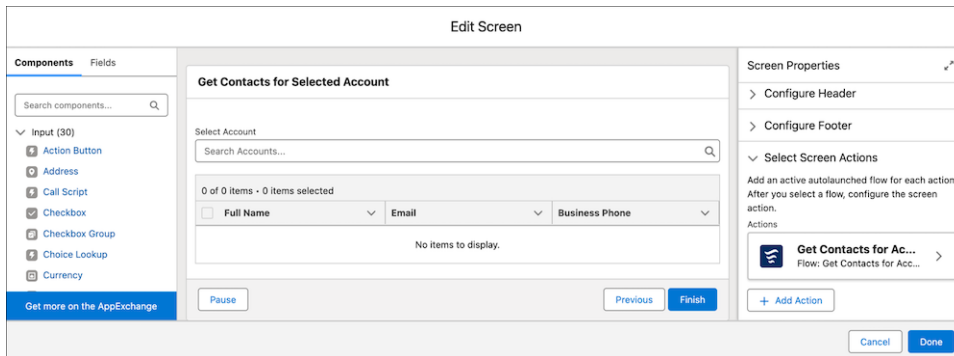 Edit Screen
Components Fields
Search components...
Input (30)
Action Button
Address
Call Script
Checkbox
Checkbox Group
Choice Lookup
Currency
Get more on the AppExchange
Get Contacts for Selected Account
Select Account
Search Accounts...
0 of 0 items • 0 items selected
Full Name Email Business Phone
No items to display.
Pause Previous Finish
Screen Properties
Configure Header
Configure Footer
Select Screen Actions
Add an active autolaunched flow for each action
After you select a flow, configure the screen
action.
Actions
Get Contacts for Ac...
Flow: Get Contacts for Acc...
+ Add Action
Cancel Done